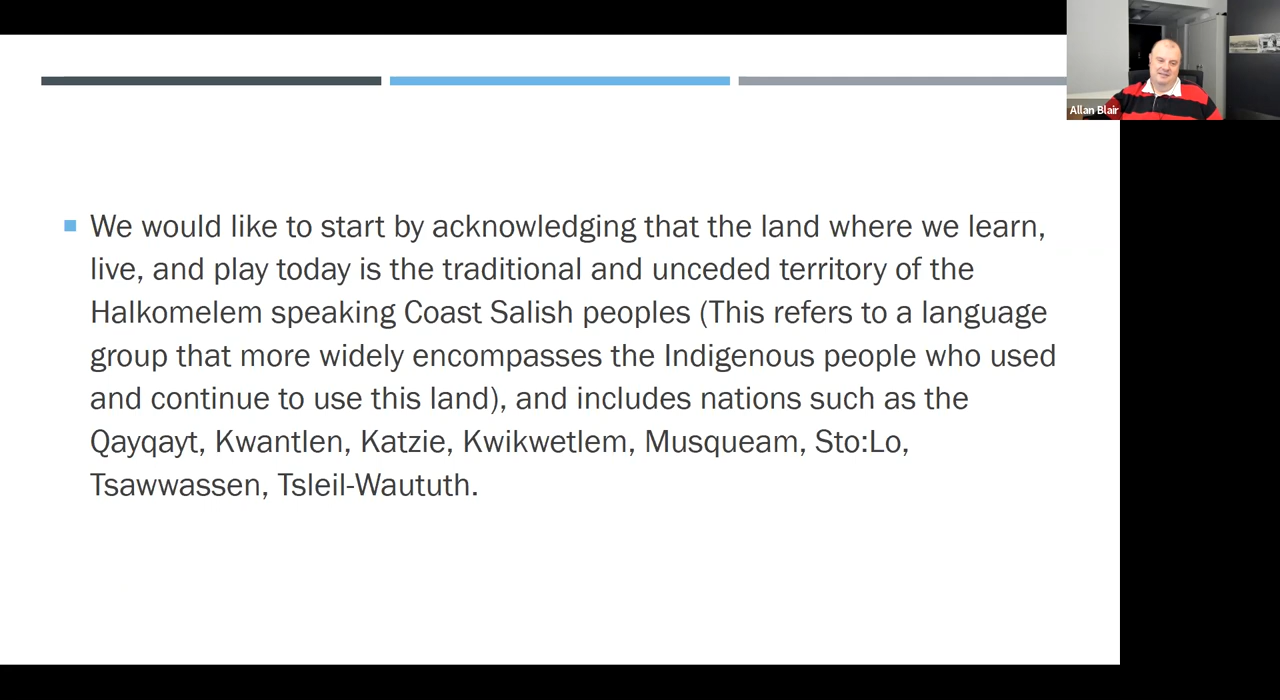 Allan Blair
We would like to start by acknowledging that the land where we learn,
live, and play today is the traditional and unceded territory of the
Halkomelem speaking Coast Salish peoples (This refers to a language
group that more widely encompasses the Indigenous people who used
and continue to use this land), and includes nations such as the
Qayqayt, Kwantlen, Katzie, Kwikwetlem, Musqueam, Sto:Lo,
Tsawwassen, Tsleil-Waututh.